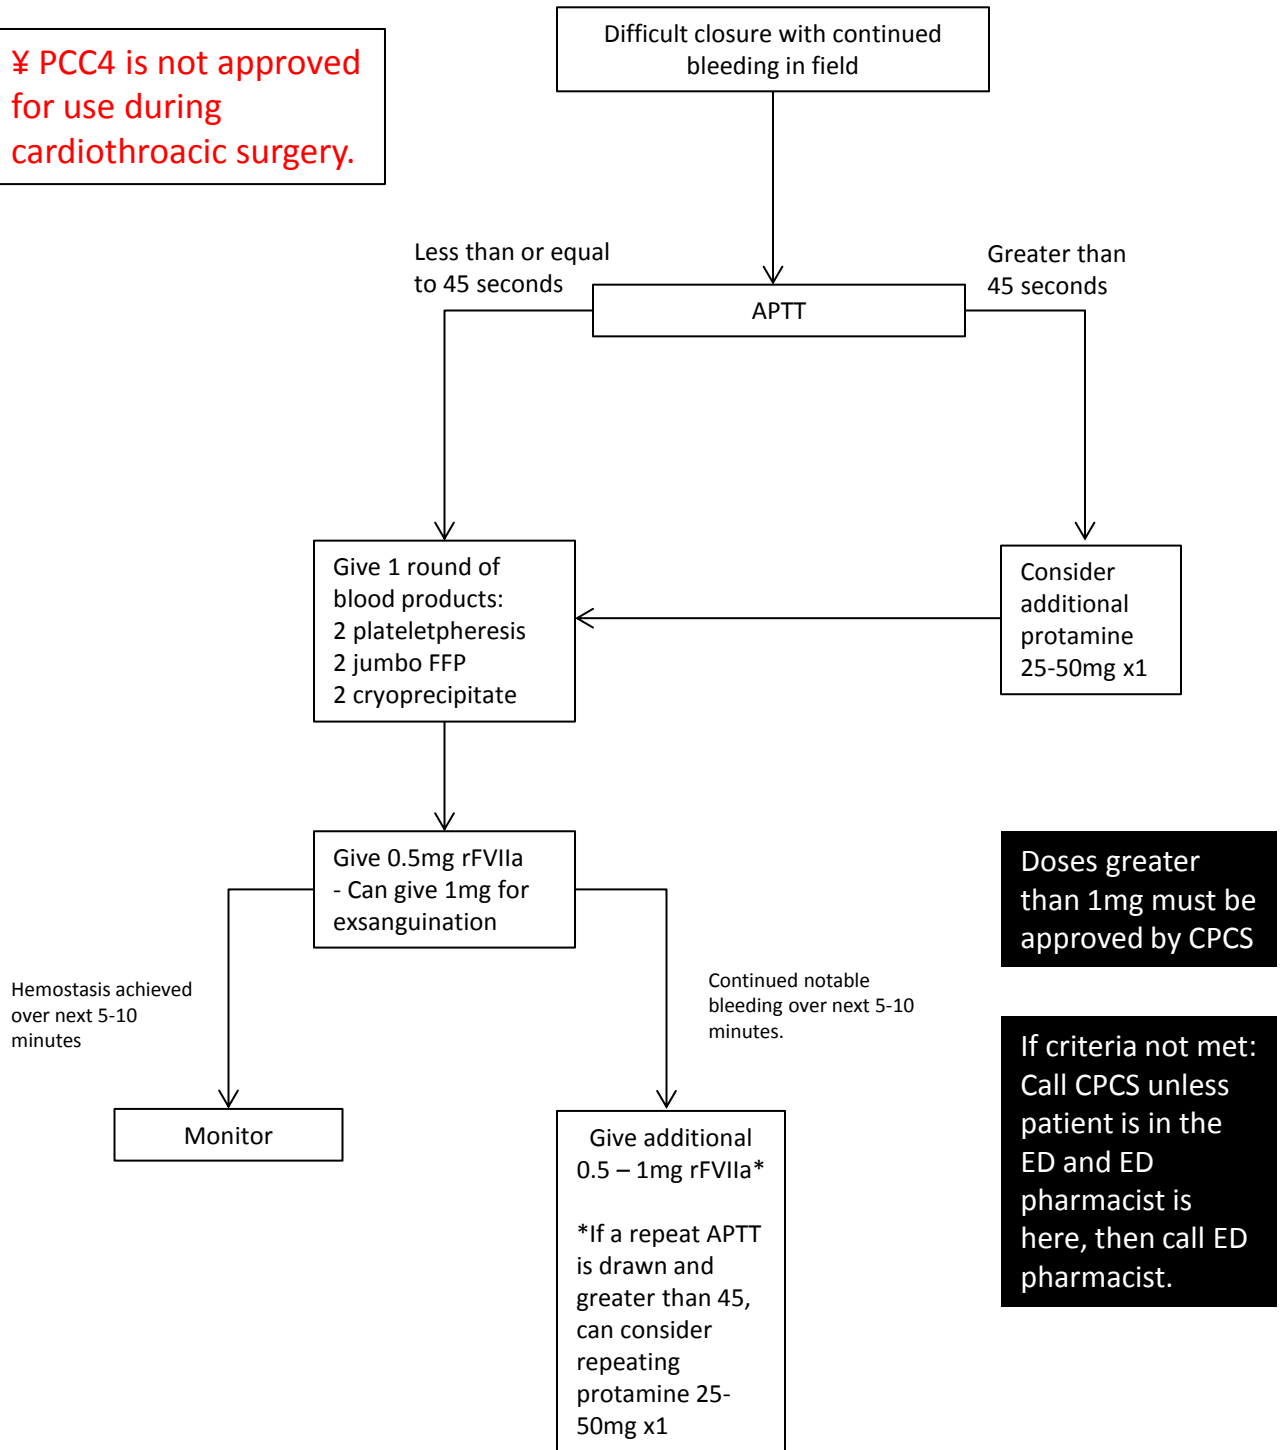 ¥ PCC4 is not approved
for use during
cardiothroacic surgery.
Difficult closure with continued
bleeding in field
Less than or equal
to 45 seconds
Greater than
45 seconds
APTT
Give 1 round of
blood products:
2 plateletpheresis
2 jumbo FFP
2 cryoprecipitate
Consider
additional
protamine
25-50mg x1
Give 0.5mg rFVIIa
- Can give 1mg for
exsanguination
Doses greater
than 1mg must be
approved by CPCS
Hemostasis achieved
over next 5-10
minutes
Continued notable
bleeding over next 5-10
minutes.
If criteria not met:
Call CPCS unless
patient is in the
ED and ED
pharmacist is
here, then call ED
pharmacist.
Monitor
Give additional
0.5 – 1mg rFVIIa*
*If a repeat APTT
is drawn and
greater than 45,
can consider
repeating
protamine 25-
50mg x1